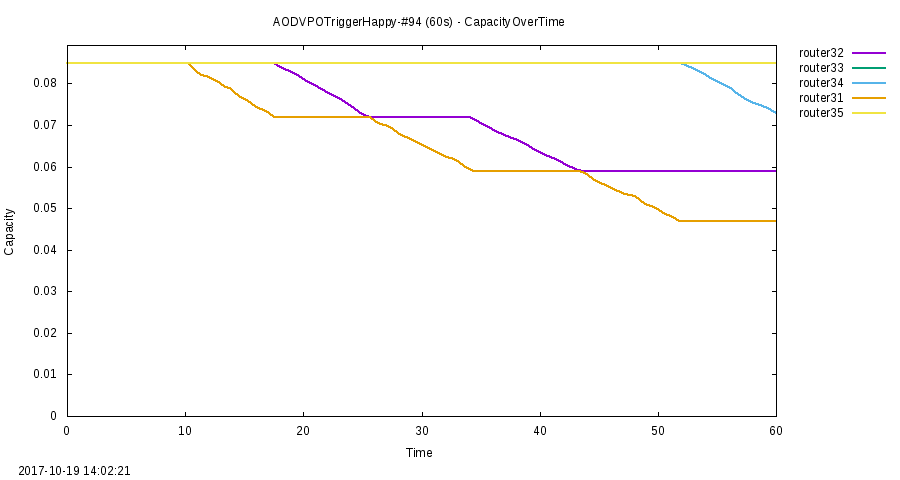 AODVPOTriggerHappy-#94 (60s) - CapacityOverTime
router32
router33
router34
router31
router35
0.08
0.07
0.06
0.05
0.04
0.03
0.02
0.01
0
Capacity
0 10 20 30 40 50 60
Time
2017-10-19 14:02:21